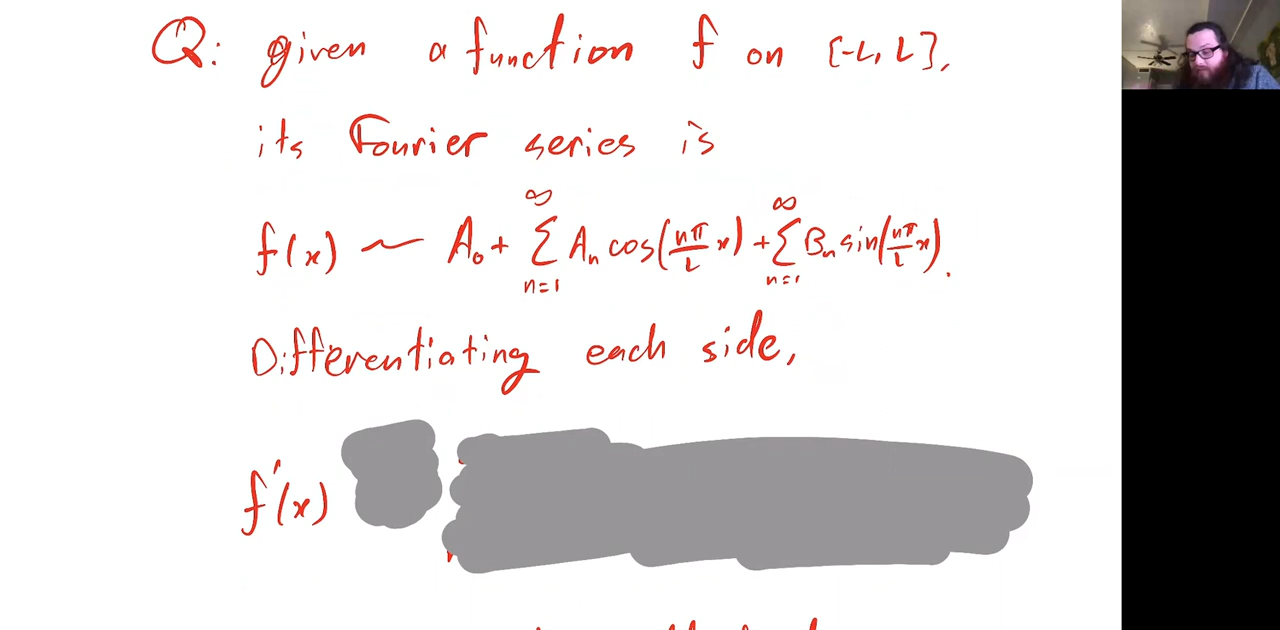 Q: given a function f on [-L, L],
its Fourier series is
f(x) ~ A₀ + ∑_{n=1}^{∞} Aₙ cos(nπ/L x) + ∑_{n=1}^{∞} Bₙ sin(nπ/L x).
Differentiating each side,
f'(x)